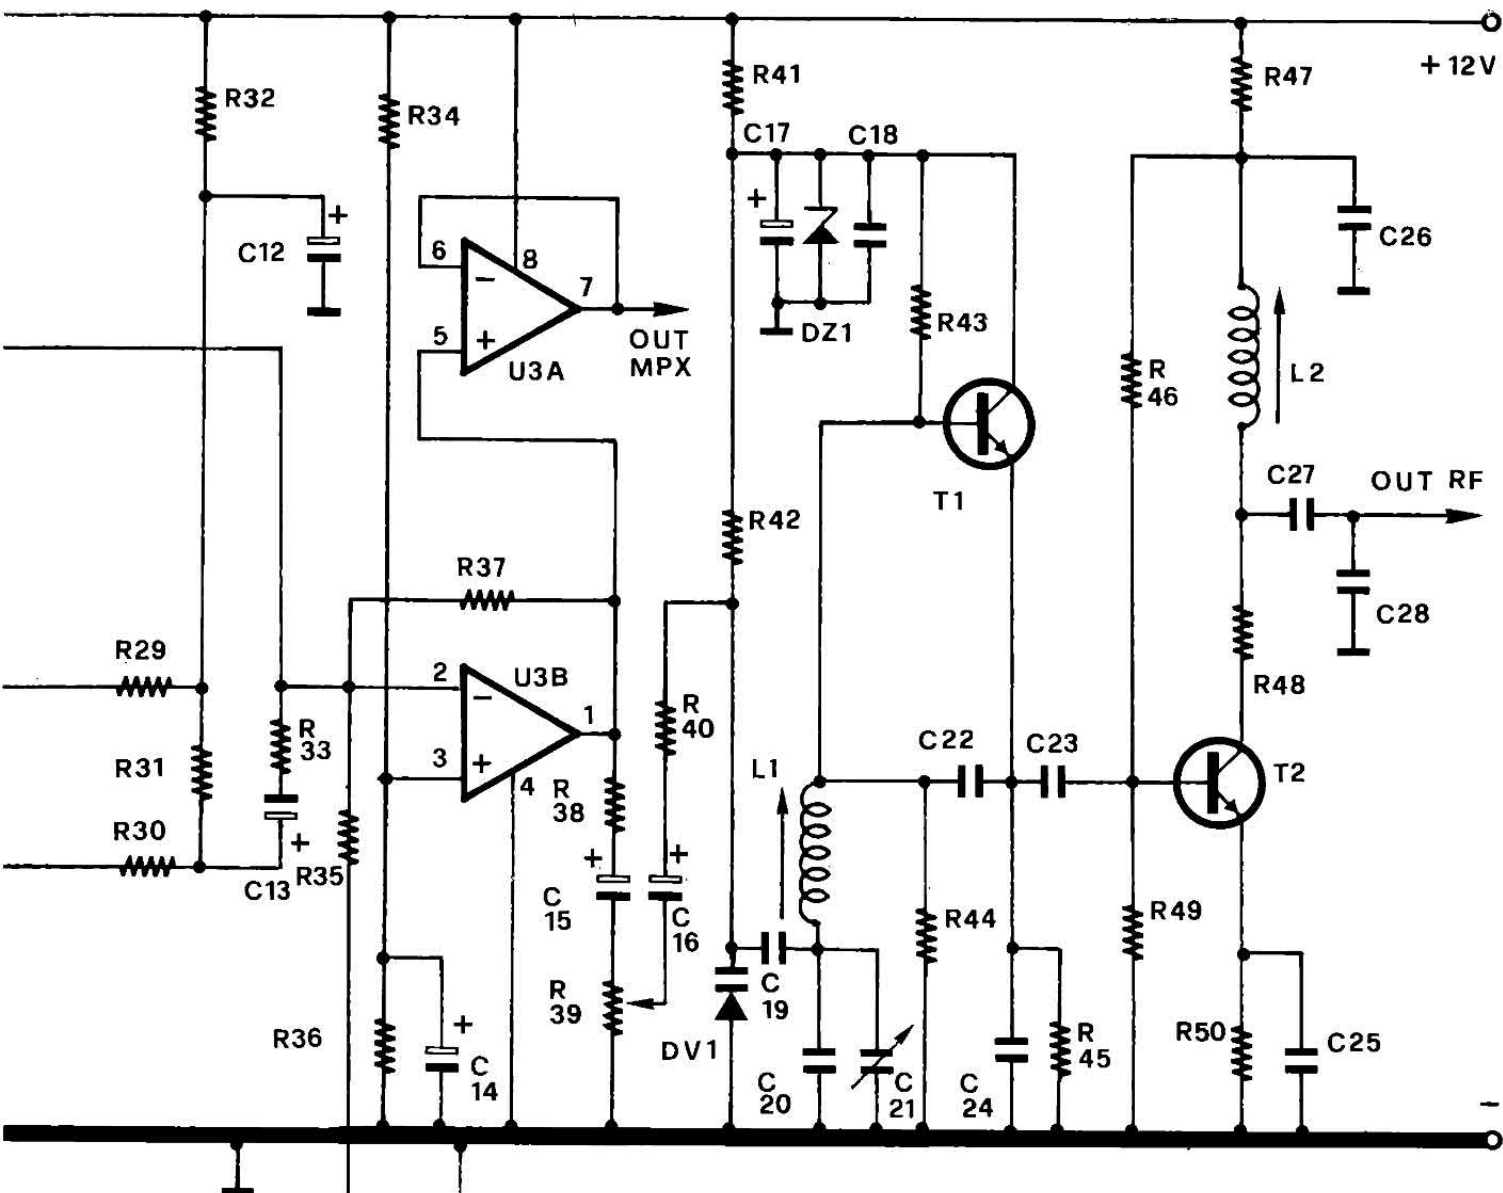 + 12V
R32
R34
R41
R47
C17
C18
+
+
C12
6
8
−
7
5
+
U3A
OUT
MPX
DZ1
R43
C26
R
46
L2
T1
R42
C27
OUT RF
C28
R37
R29
2
U3B
−
1
R
33
R31
3
+
4
R
38
R
40
R48
C22
C23
L1
T2
R30
+
C13
R35
+
+
C
15
C
16
R44
R49
C
19
R
39
R36
+
C
14
DV1
C
20
C
21
C
24
R
45
R50
C25
−